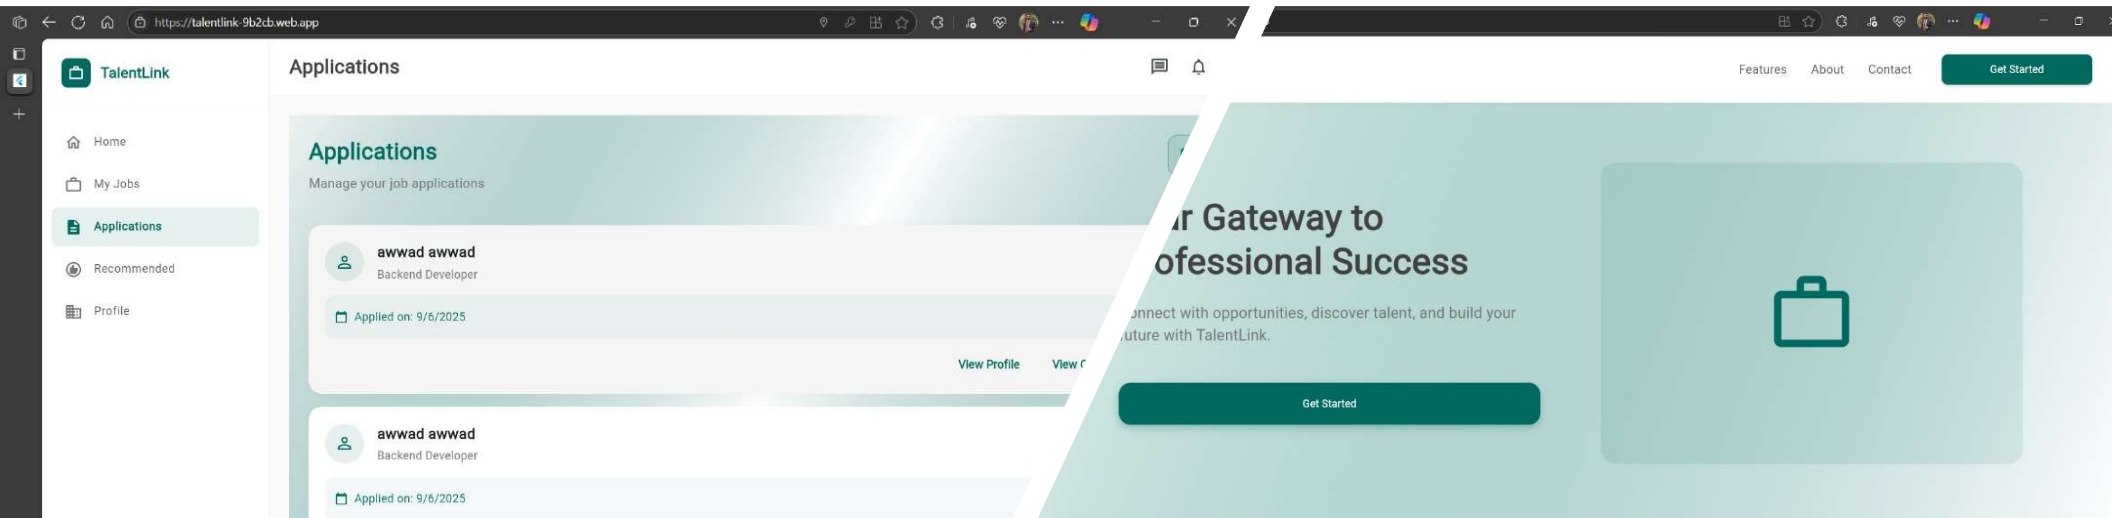 https://talentlink-9b2cb.web.app
TalentLink
Applications
Home
My Jobs
Applications
Recommended
Profile
Applications
Manage your job applications
awwad awwad
Backend Developer
Applied on: 9/6/2025
View Profile
View
awwad awwad
Backend Developer
Applied on: 9/6/2025
Features
About
Contact
Get Started
Gateway to
Success
with opportunities, discover talent, and build your
with TalentLink.
Get Started